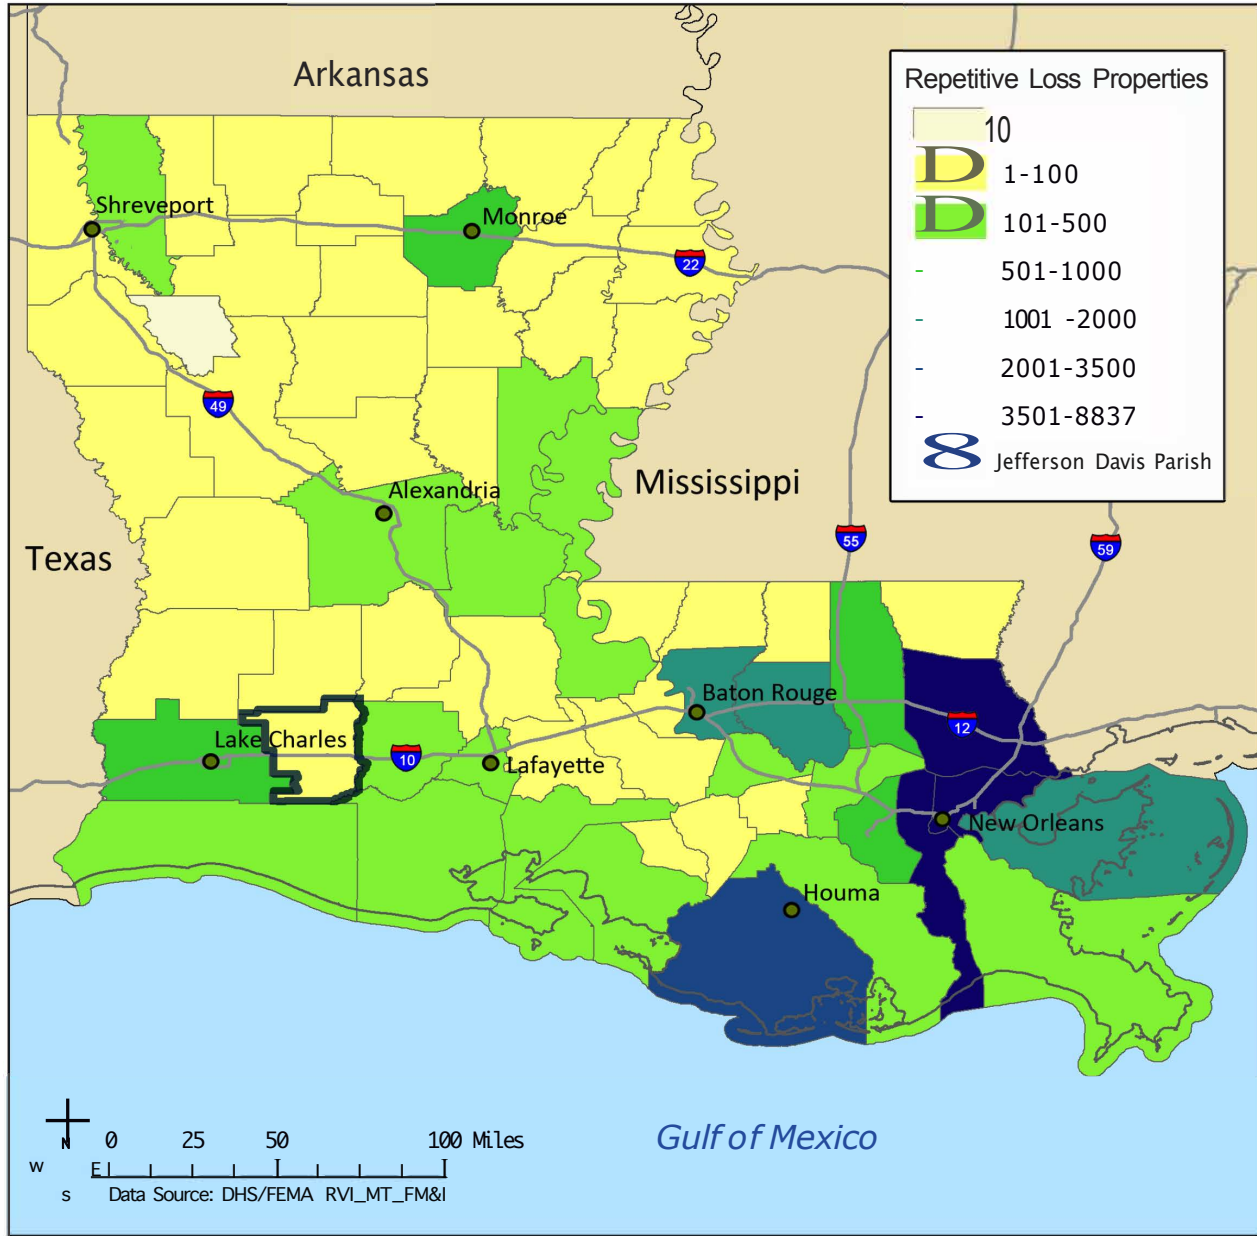 Arkansas
Repetitive Loss Properties
10
D 1-100
D 101-500
501-1000
1001 -2000
2001-3500
3501-8837
8 Jefferson Davis Parish
Shreveport
Monroe
22
49
Alexandria
Mississippi
55
59
Texas
Baton Rouge
12
Lake Charles
10
Lafayette
New Orleans
Houma
Gulf of Mexico
N
W
E
S
0 25 50 100 Miles
Data Source: DHS/FEMA RVI_MT_FM&I